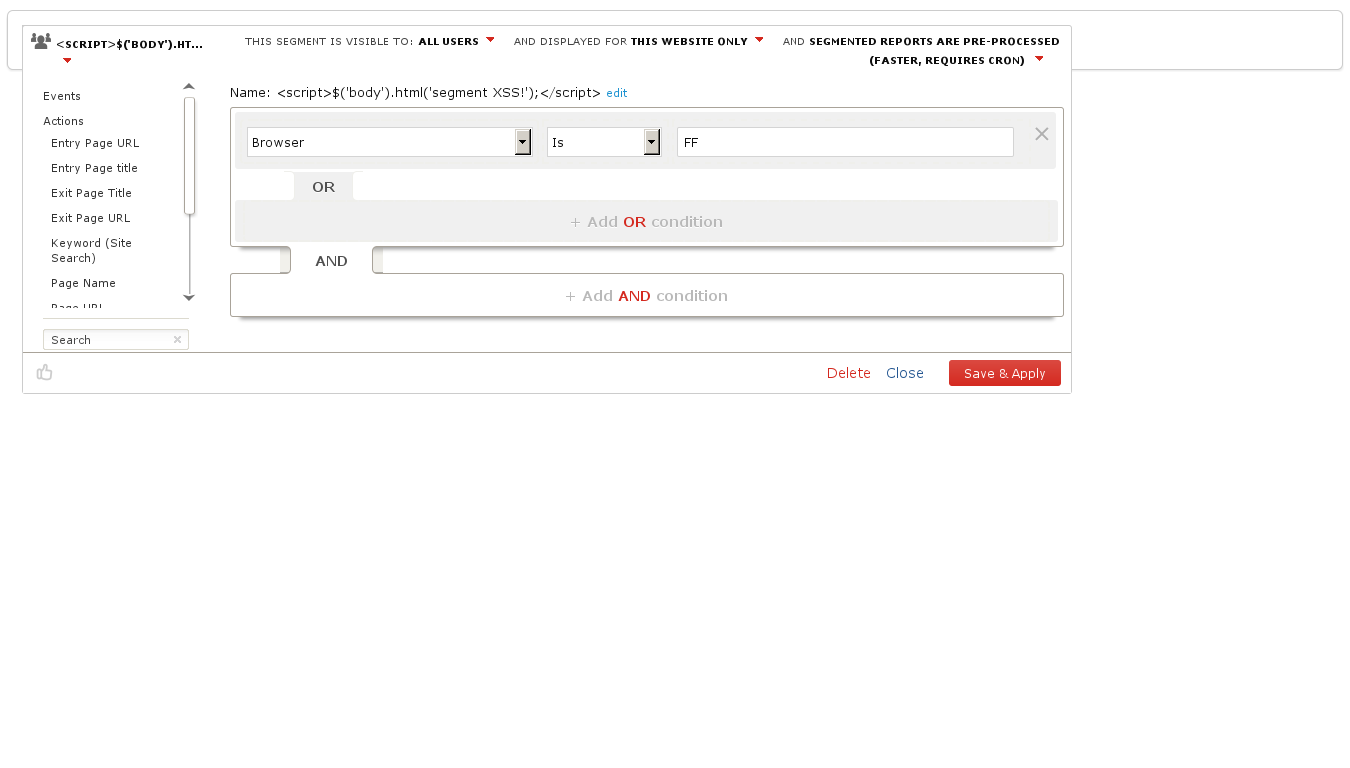 <SCRIPT>$('BODY').HT...
THIS SEGMENT IS VISIBLE TO: ALL USERS AND DISPLAYED FOR THIS WEBSITE ONLY AND SEGMENTED REPORTS ARE PRE-PROCESSED
(FASTER, REQUIRES CRON)
Events
Actions
Entry Page URL
Entry Page title
Exit Page Title
Exit Page URL
Keyword (Site
Search)
Page Name
Page URL
Search
Name: <script>$('body').html('segment XSS!');</script> edit
Browser Is FF
OR
+ Add OR condition
AND
+ Add AND condition
Delete Close Save & Apply